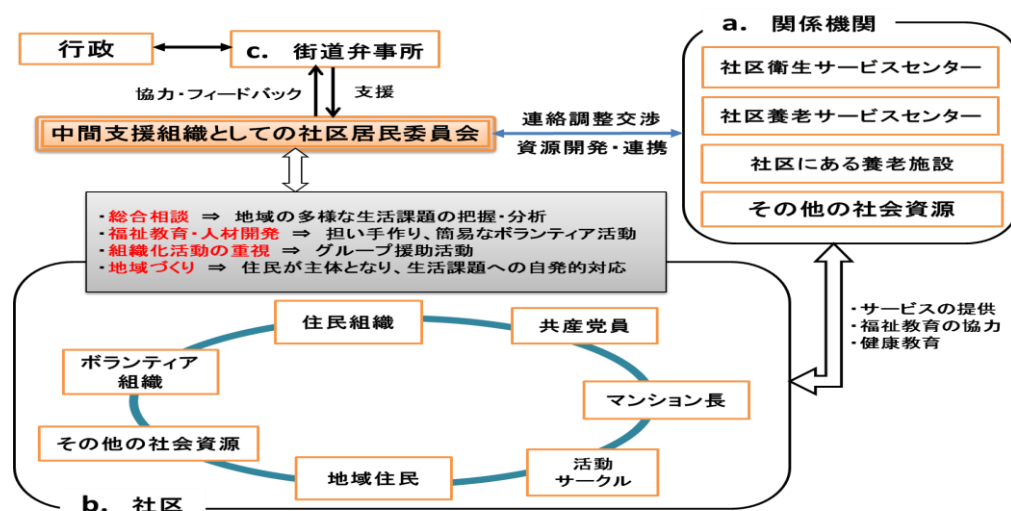 行政
c. 街道弁事所
協力・フィードバック
支援
中間支援組織としての社区居民委員会
連絡調整交渉
資源開発・連携
a. 関係機関
社区衛生サービスセンター
社区養老サービスセンター
社区にある養老施設
その他の社会資源
・総合相談 ⇒ 地域の多様な生活課題の把握・分析
・福祉教育・人材開発 ⇒ 担い手作り、簡易なボランティア活動
・組織化活動の重視 ⇒ グループ援助活動
・地域づくり ⇒ 住民が主体となり、生活課題への自発的対応
・サービスの提供
・福祉教育の協力
・健康教育
住民組織
共産党員
ボランティア
組織
マンション長
その他の社会資源
地域住民
活動
サークル
b. 社区